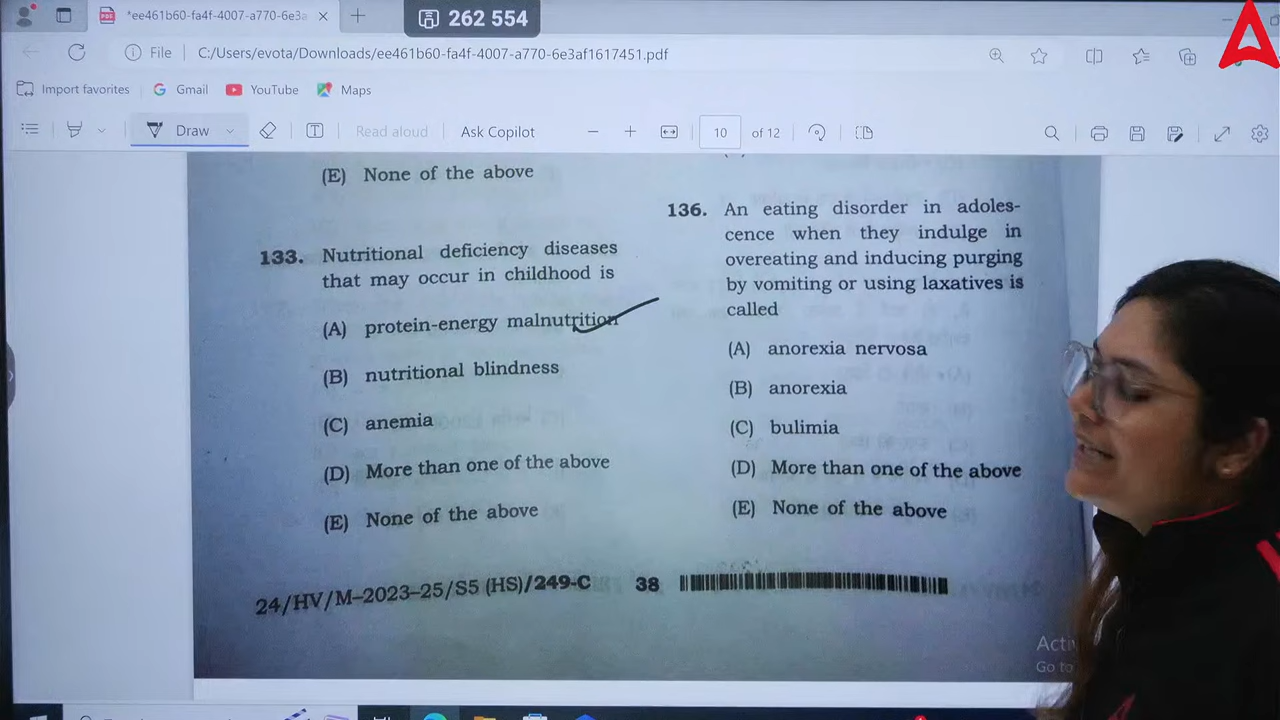 *ee461b60-fa4f-4007-a770-6e3a
262 554
File
C:/Users/evota/Downloads/ee461b60-fa4f-4007-a770-6e3af1617451.pdf
Import favorites
Gmail
YouTube
Maps
Draw
Read aloud
Ask Copilot
10 of 12
(E) None of the above
133. Nutritional deficiency diseases
that may occur in childhood is
(A) protein-energy malnutrition
(B) nutritional blindness
(C) anemia
(D) More than one of the above
(E) None of the above
136. An eating disorder in adoles-
cence when they indulge in
overeating and inducing purging
by vomiting or using laxatives is
called
(A) anorexia nervosa
(B) anorexia
(C) bulimia
(D) More than one of the above
(E) None of the above
24/HV/M–2023–25/S5 (HS)/249-C
38
Go to